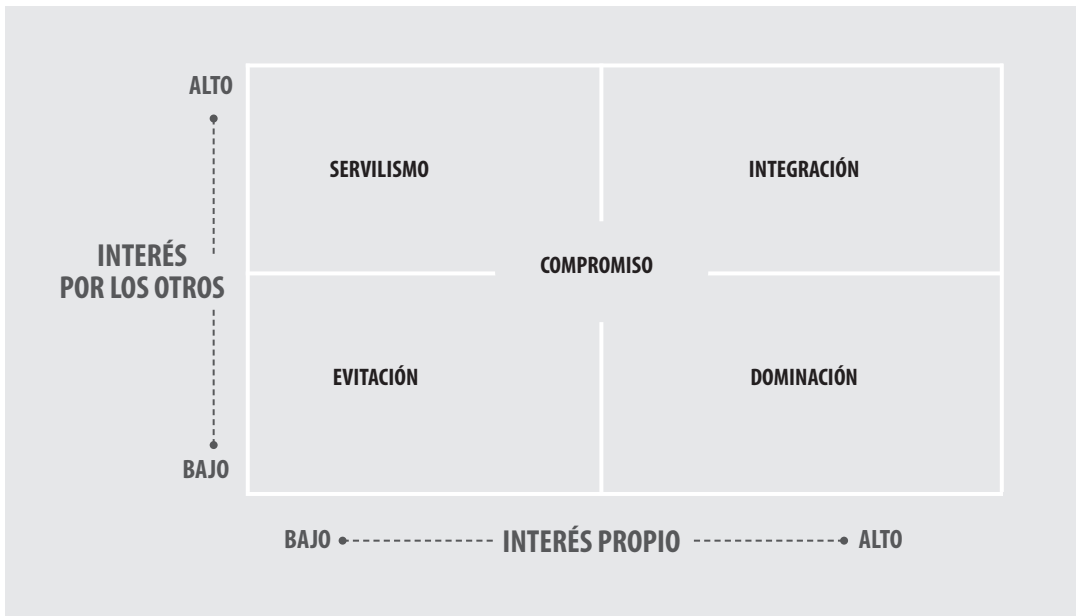 ALTO
SERVILISMO
INTEGRACIÓN
INTERÉS
POR LOS OTROS
COMPROMISO
EVITACIÓN
DOMINACIÓN
BAJO
BAJO INTERÉS PROPIO ALTO